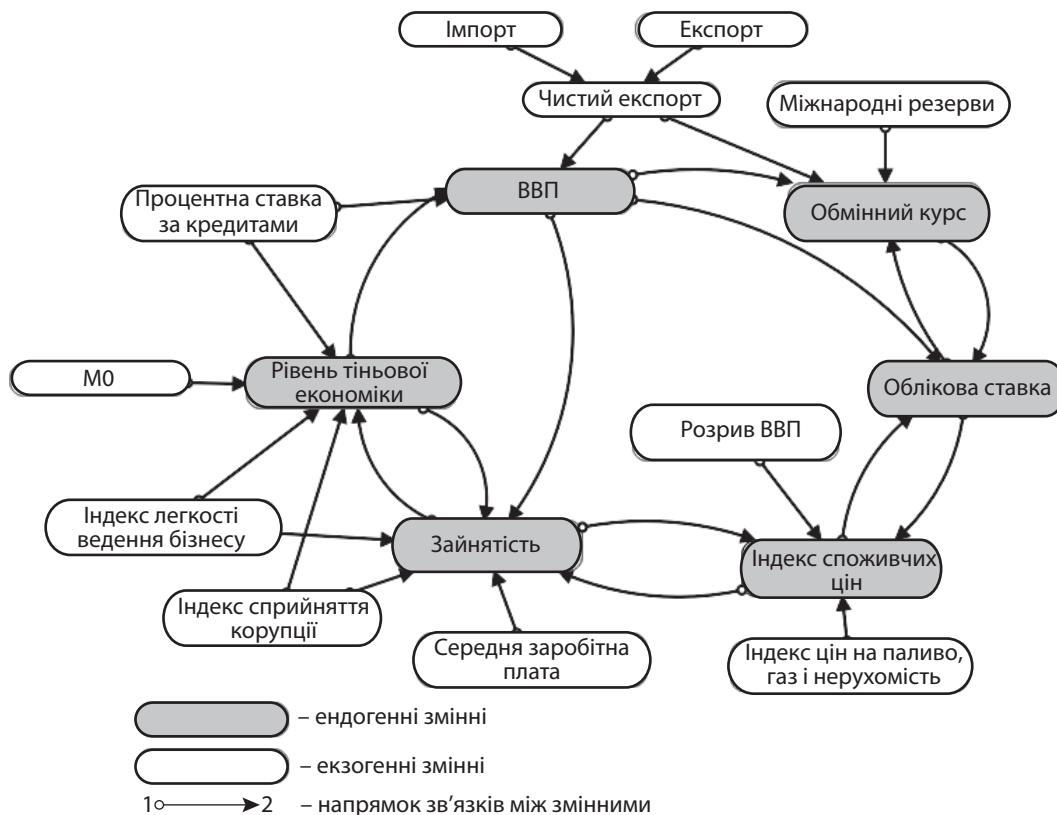 Імпорт
Експорт
Чистий експорт
Міжнародні резерви
ВВП
Процентна ставка
за кредитами
Обмінний курс
М0
Рівень тіньової
економіки
Облікова ставка
Розрив ВВП
Індекс легкості
ведення бізнесу
Зайнятість
Індекс споживчих
цін
Індекс сприйняття
корупції
Середня заробітна
плата
Індекс цін на паливо,
газ і нерухомість
– ендогенні змінні
– екзогенні змінні
1 2 – напрямок зв'язків між змінними